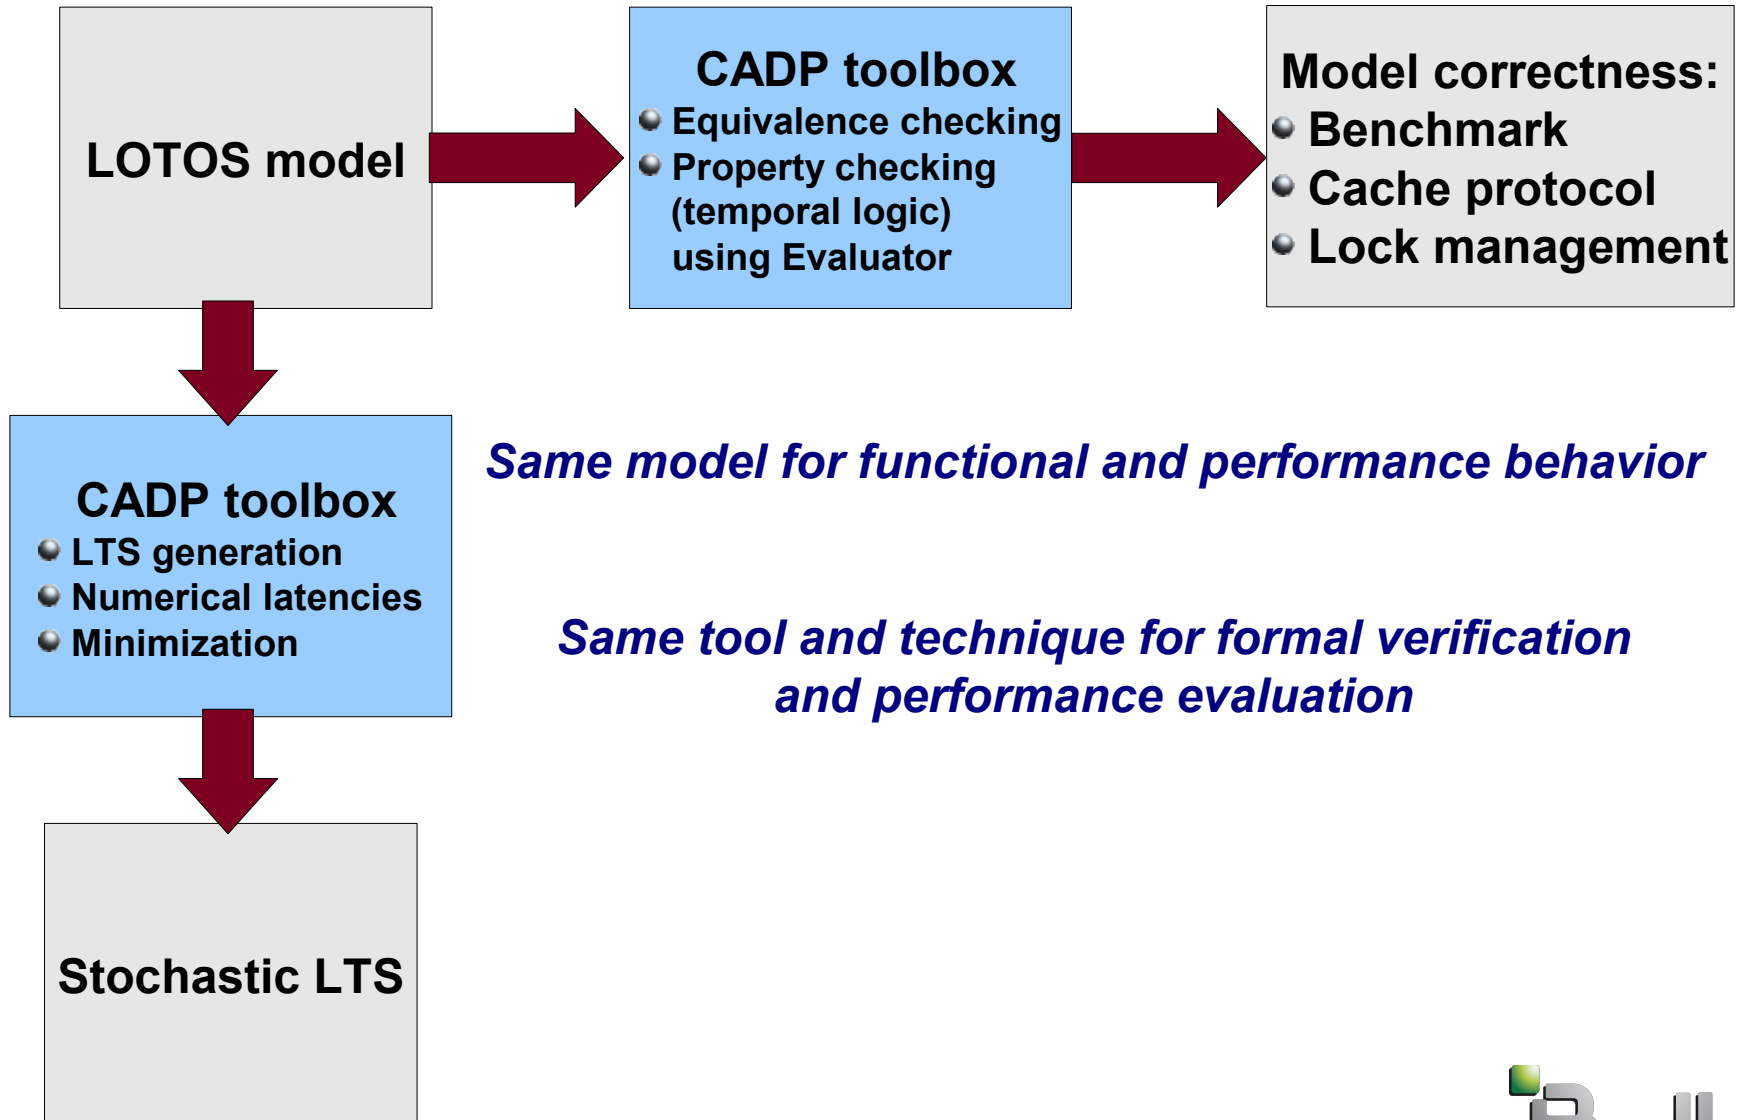 LOTOS model
CADP toolbox
Equivalence checking
Property checking
(temporal logic)
using Evaluator
Model correctness:
Benchmark
Cache protocol
Lock management
Same model for functional and performance behavior
CADP toolbox
LTS generation
Numerical latencies
Minimization
Same tool and technique for formal verification
and performance evaluation
Stochastic LTS